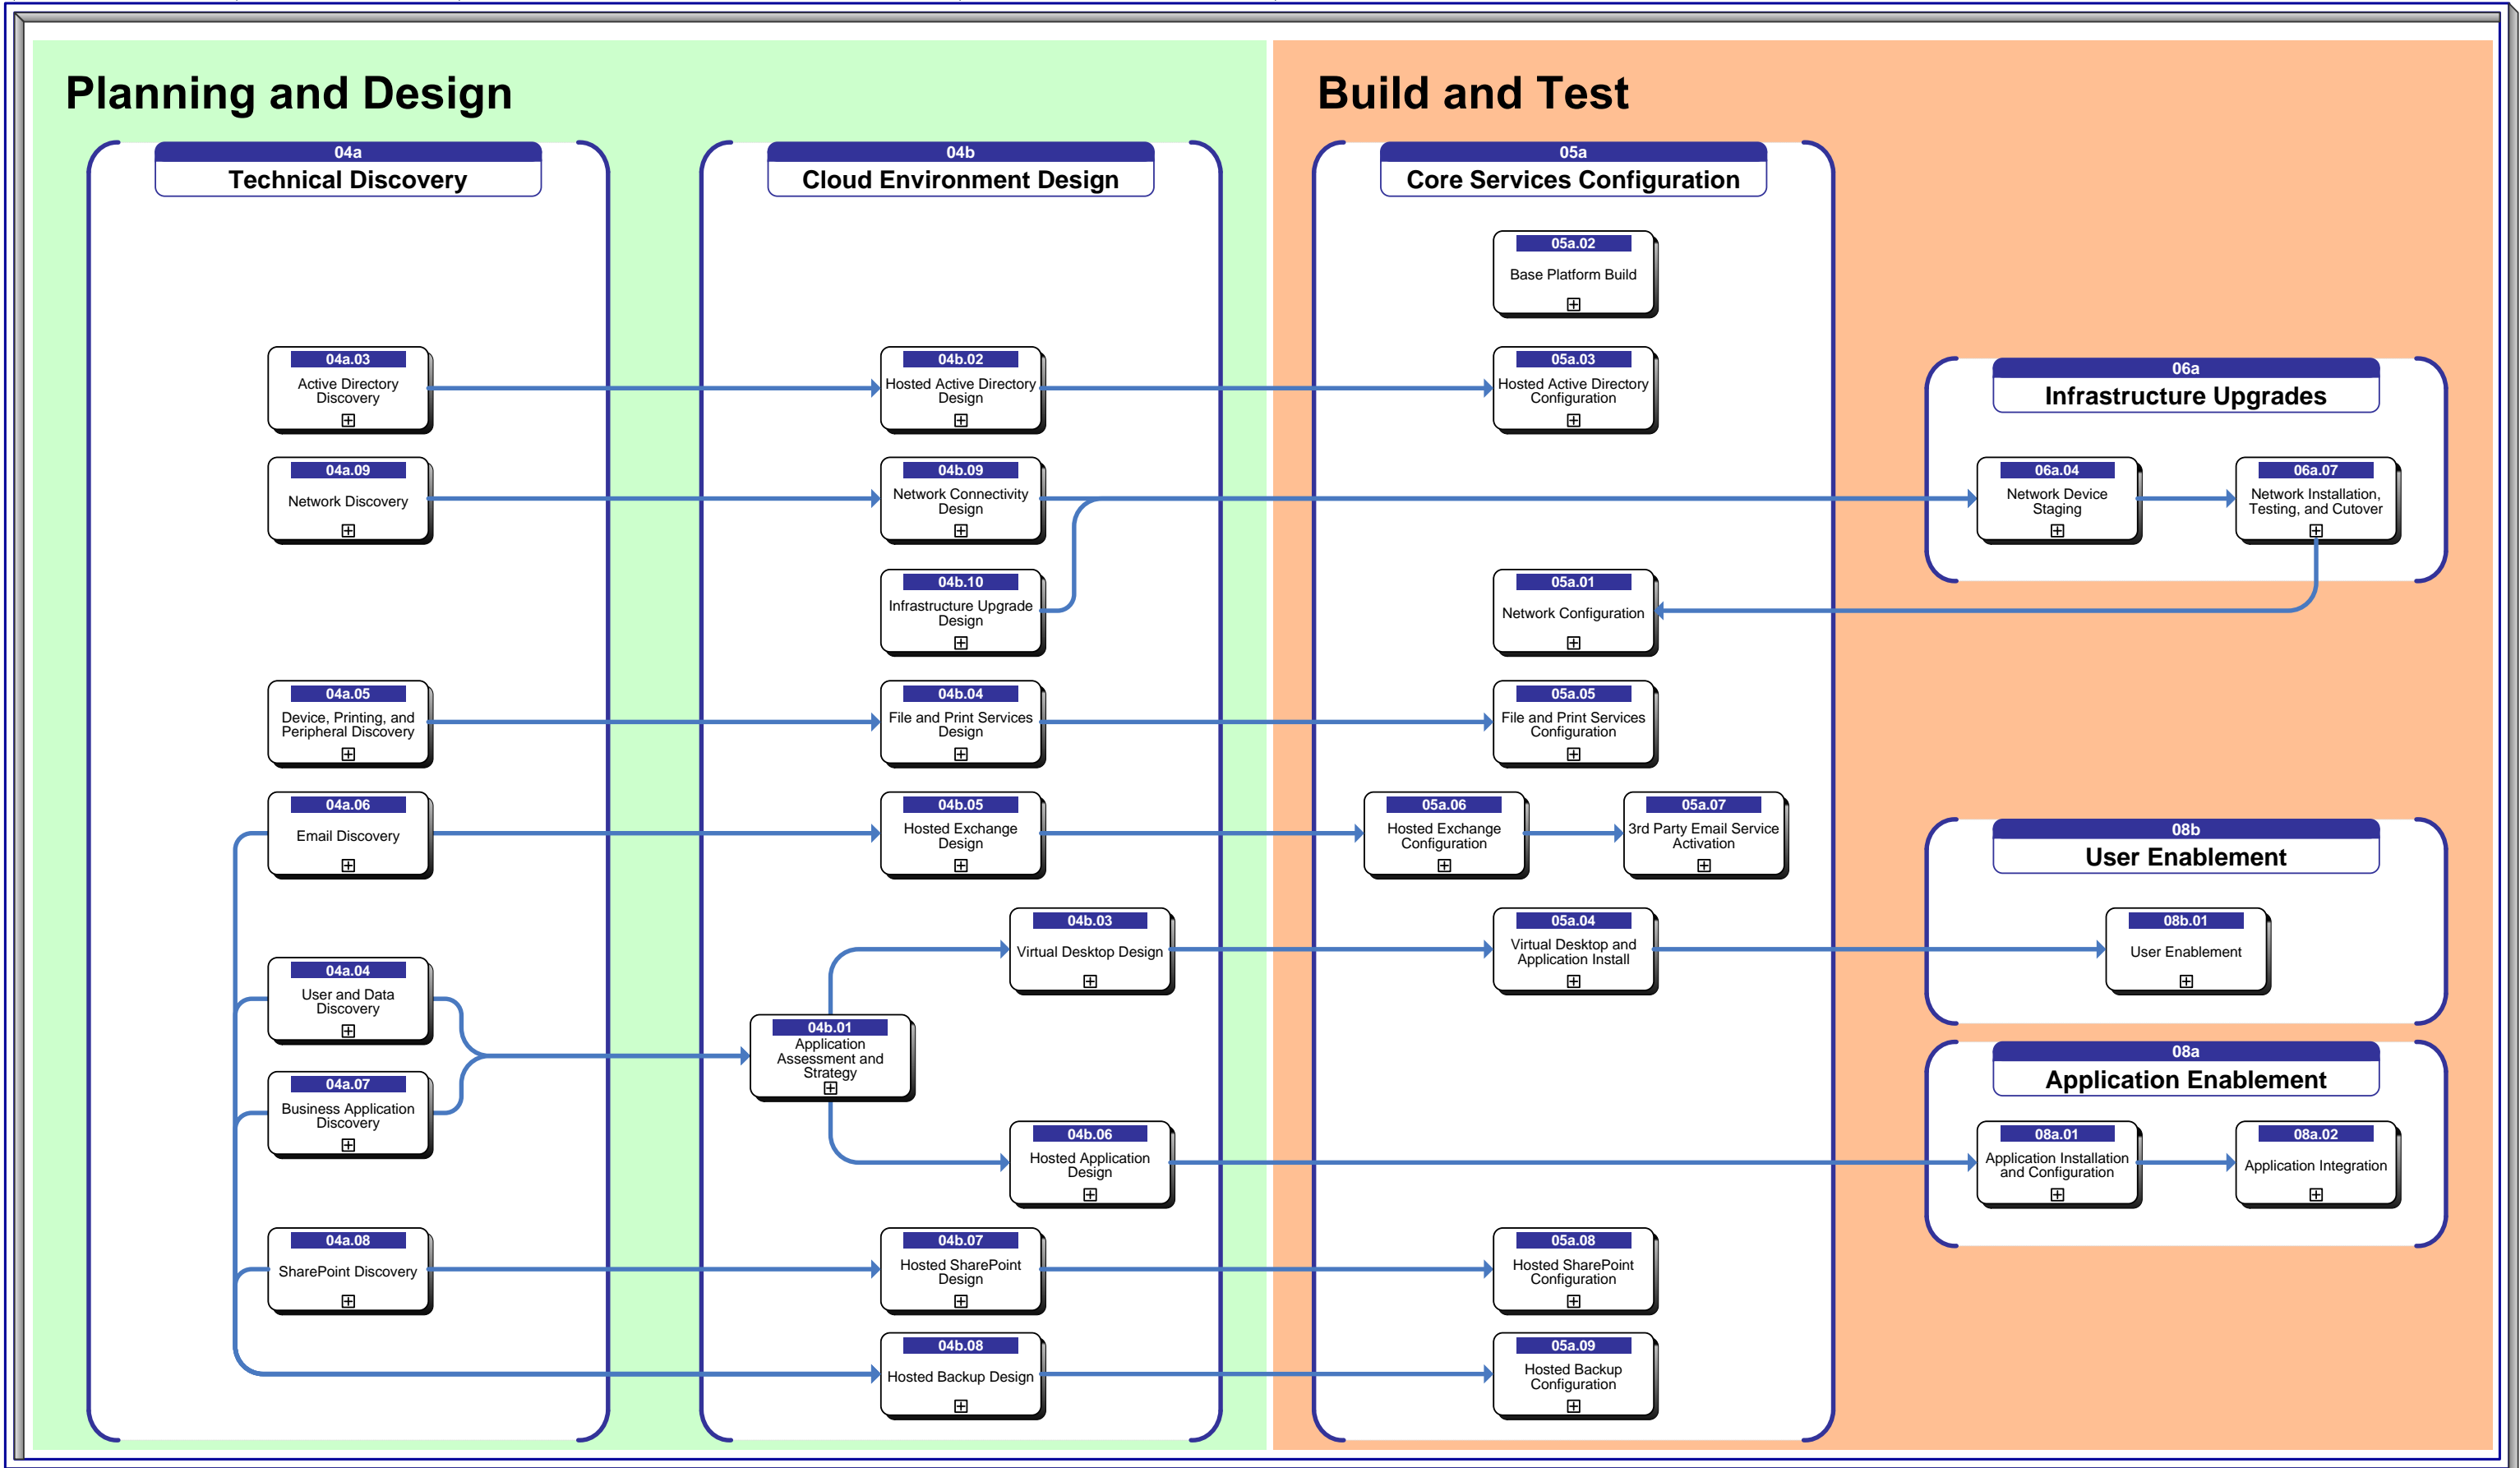 Planning and Design
Build and Test
04a
Technical Discovery
04b
Cloud Environment Design
05a
Core Services Configuration
05a.02
Base Platform Build
04a.03
Active Directory
Discovery
04b.02
Hosted Active Directory
Design
05a.03
Hosted Active Directory
Configuration
06a
Infrastructure Upgrades
04a.09
Network Discovery
04b.09
Network Connectivity
Design
06a.04
Network Device
Staging
06a.07
Network Installation,
Testing, and Cutover
04b.10
Infrastructure Upgrade
Design
05a.01
Network Configuration
04a.05
Device, Printing, and
Peripheral Discovery
04b.04
File and Print Services
Design
05a.05
File and Print Services
Configuration
04a.06
Email Discovery
04b.05
Hosted Exchange
Design
05a.06
Hosted Exchange
Configuration
05a.07
3rd Party Email Service
Activation
08b
User Enablement
04b.03
Virtual Desktop Design
05a.04
Virtual Desktop and
Application Install
08b.01
User Enablement
04a.04
User and Data
Discovery
04b.01
Application
Assessment and
Strategy
04a.07
Business Application
Discovery
08a
Application Enablement
04b.06
Hosted Application
Design
08a.01
Application Installation
and Configuration
08a.02
Application Integration
04a.08
SharePoint Discovery
04b.07
Hosted SharePoint
Design
05a.08
Hosted SharePoint
Configuration
04b.08
Hosted Backup Design
05a.09
Hosted Backup
Configuration